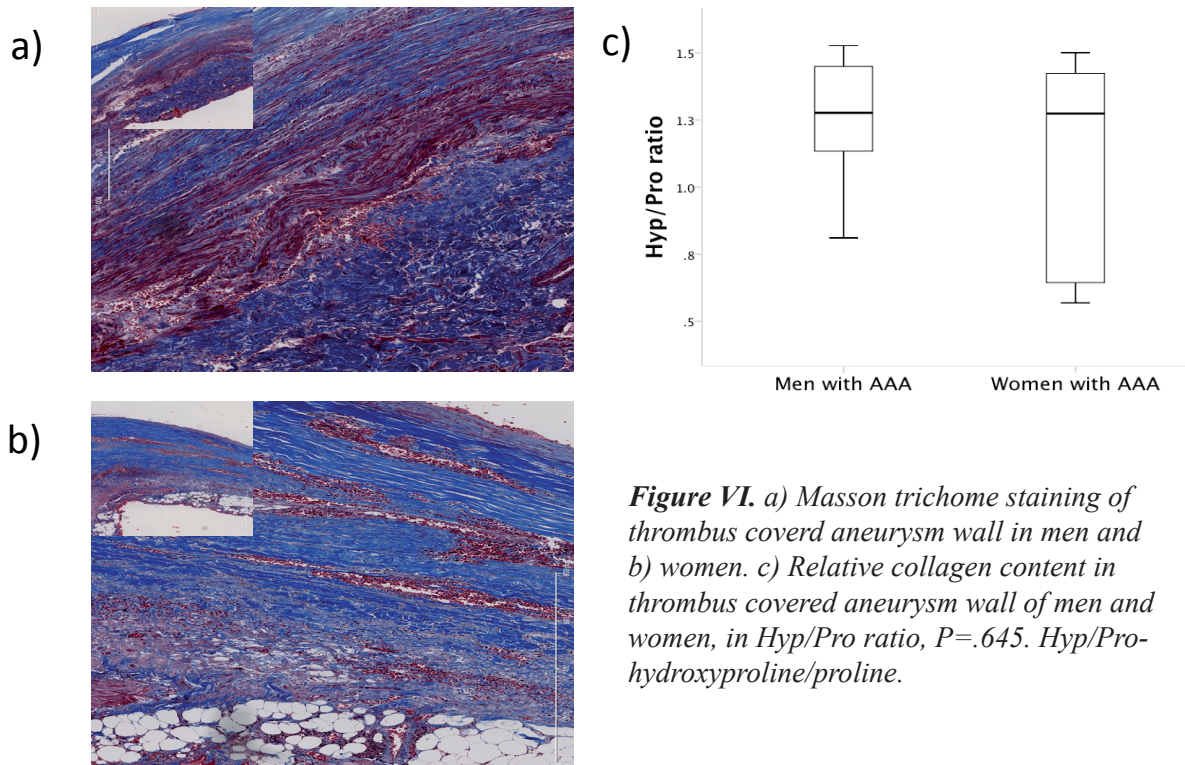 a)
b)
c)
Hyp/Pro ratio
1.5
1.3
1.0
.8
.5
Men with AAA
Women with AAA
Figure VI. a) Masson trichome staining of
thrombus coverd aneurysm wall in men and
b) women. c) Relative collagen content in
thrombus covered aneurysm wall of men and
women, in Hyp/Pro ratio, P=.645. Hyp/Pro-
hydroxyproline/proline.